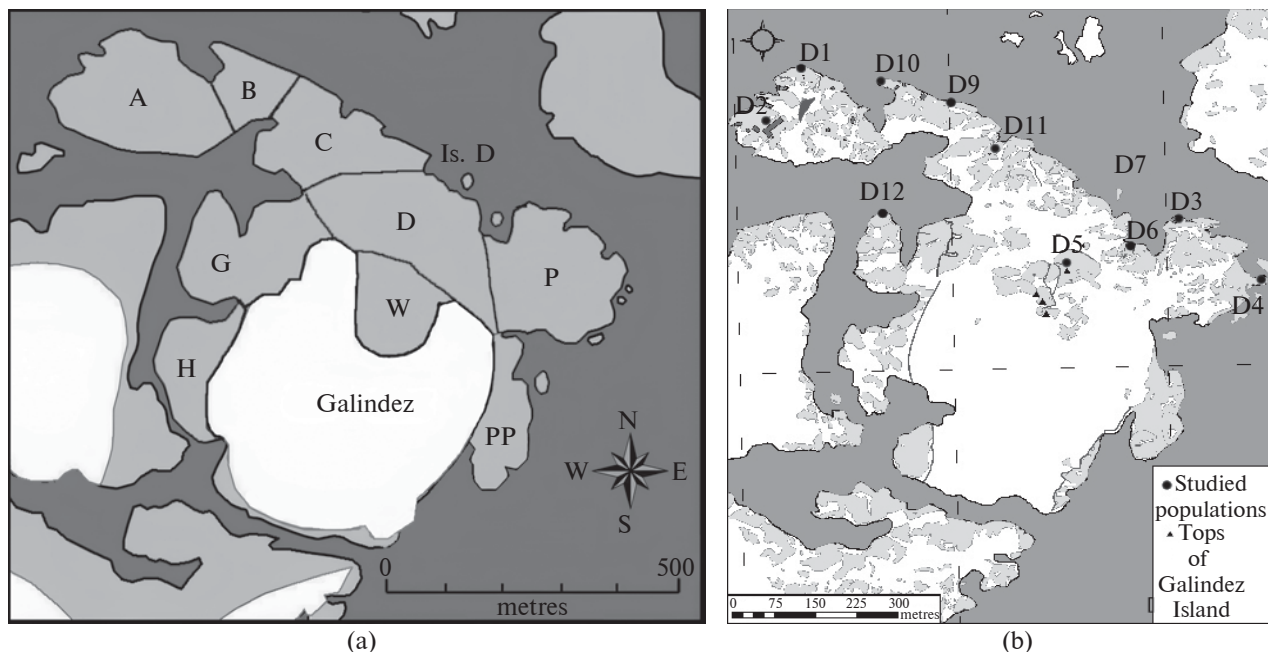 A
B
C
Is. D
D
G
P
W
H
Galindez
PP
N
W E
S
0 500
metres
(a)
D1
D10
D9
D2
D11
D7
D12
D3
D6
D5
D4
Studied
populations
Tops
of
Galindez
Island
0 75 150 225 300
metres
(b)